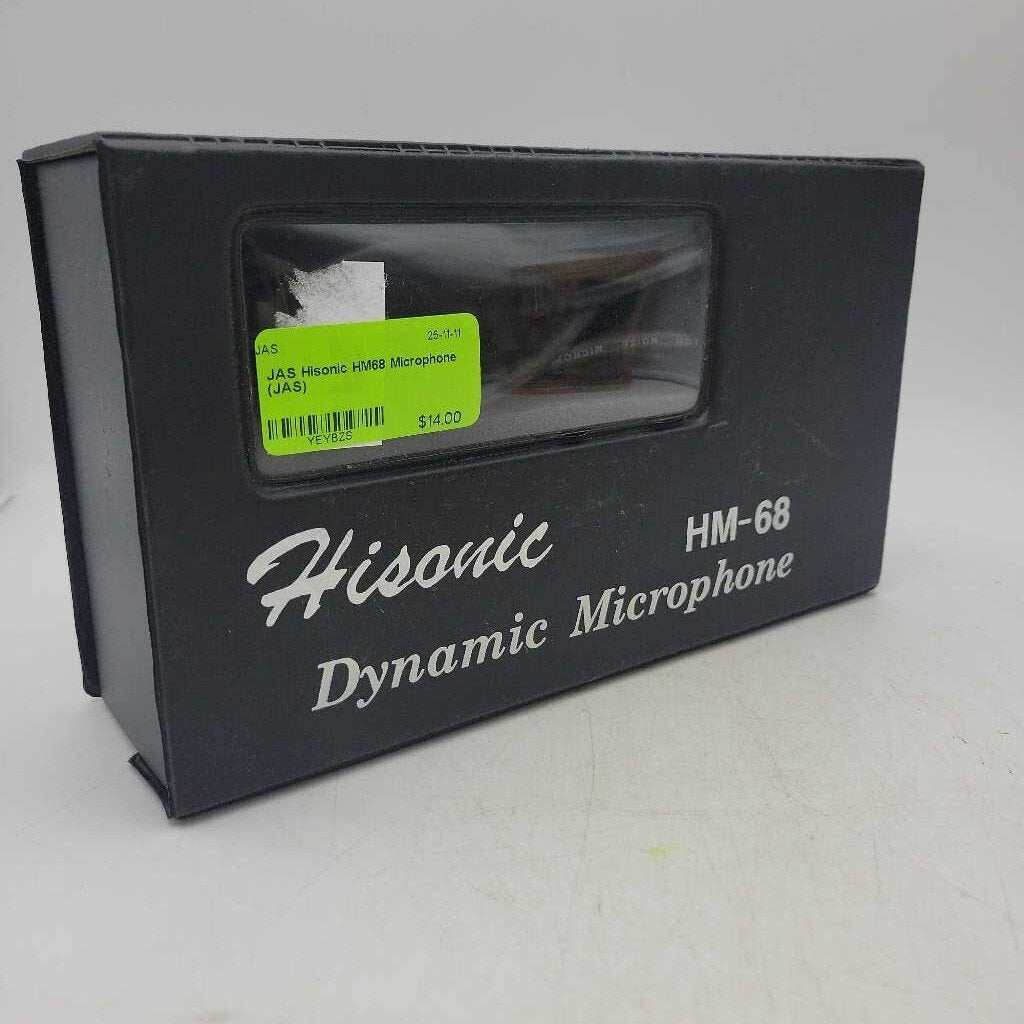 JAS 25-11-11
JAS Hisonic HM68 Microphone
(JAS)
YEYBZS $14.00
Hisonic HM-68
Dynamic Microphone